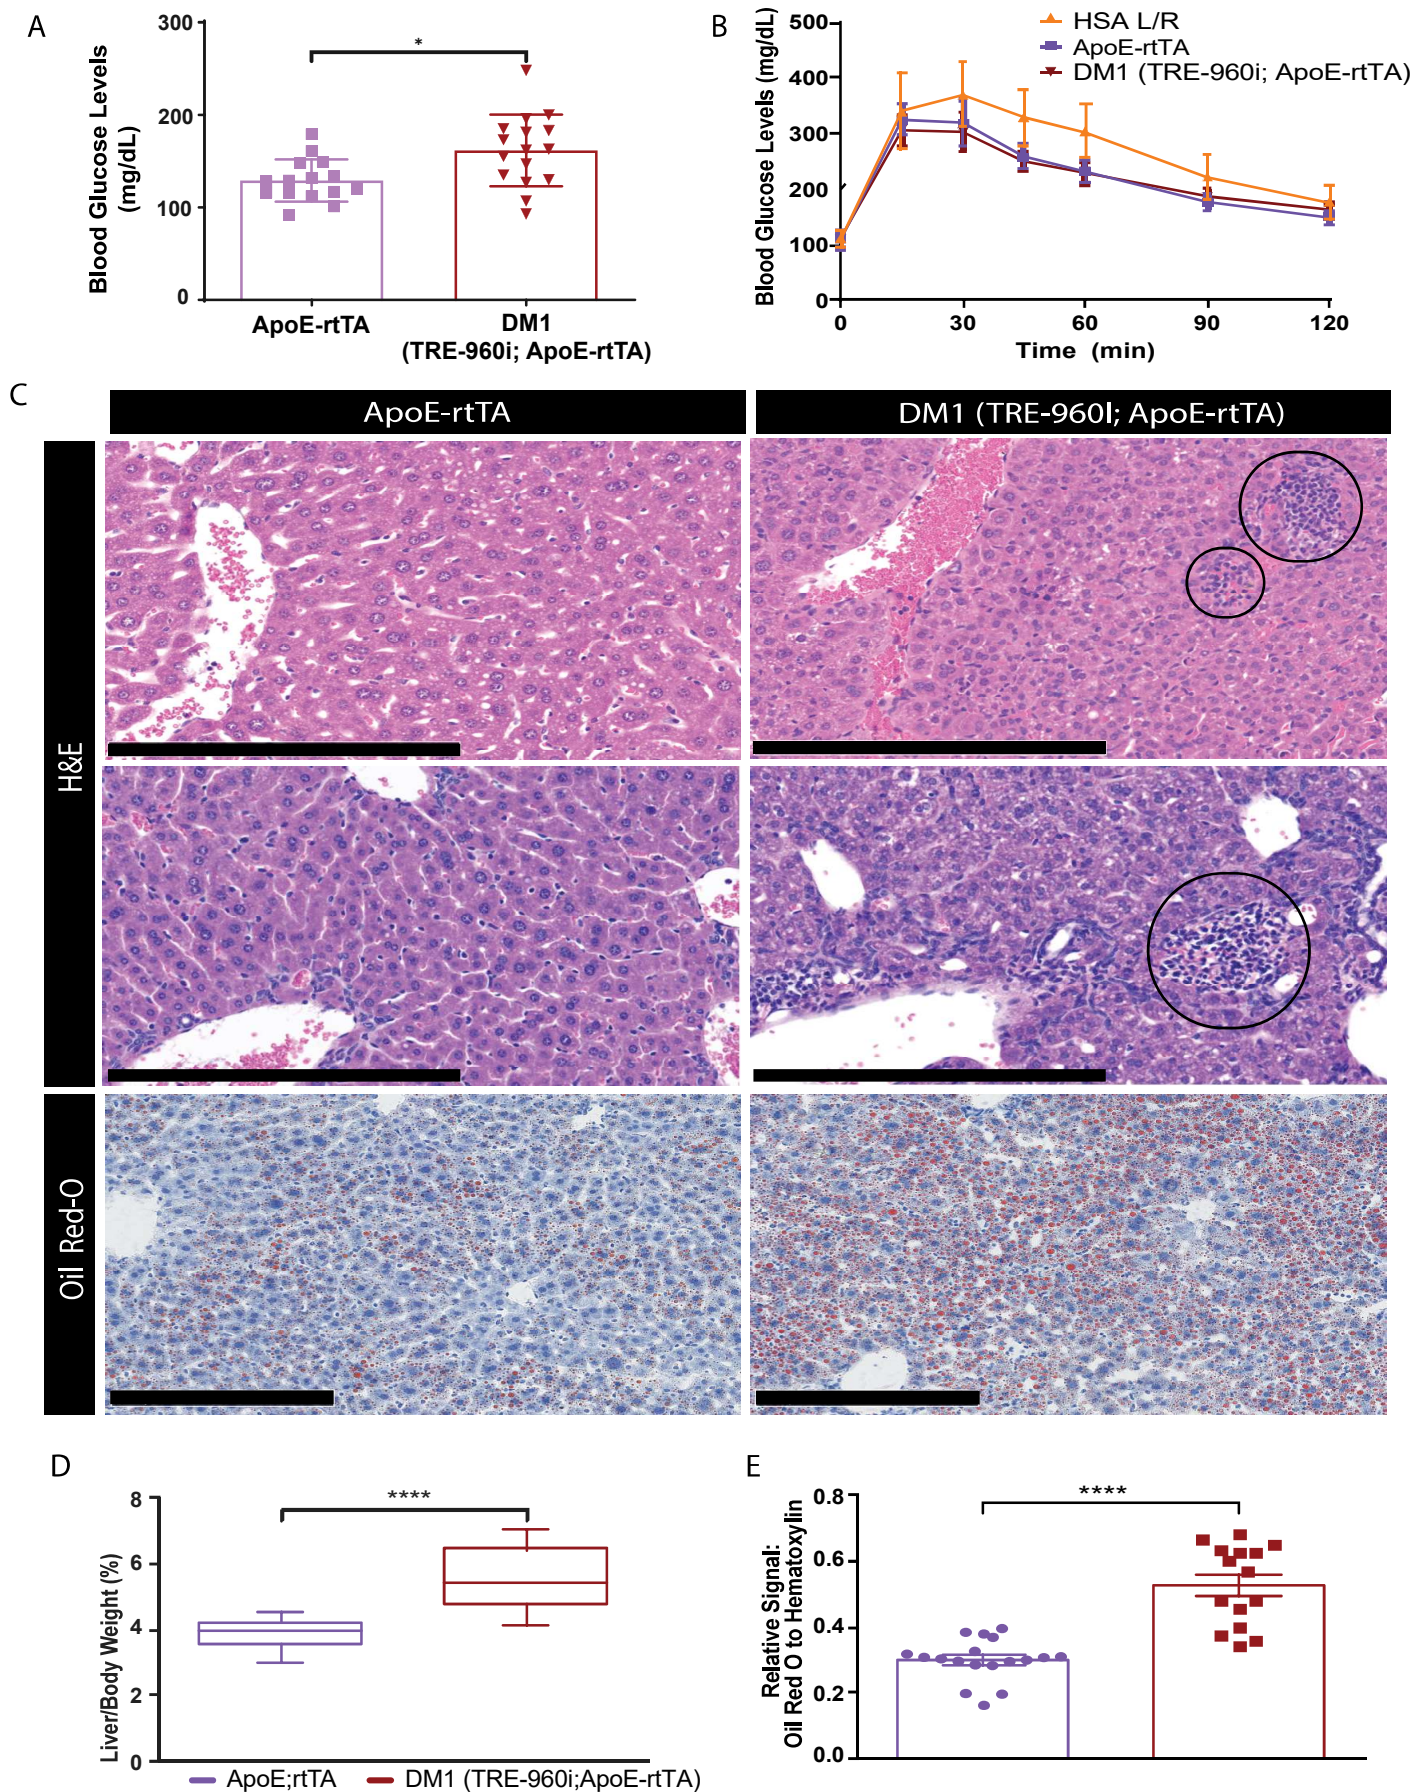 A
Blood Glucose Levels
(mg/dL)
300
200
100
0
*
ApoE-rtTA
DM1
(TRE-960i; ApoE-rtTA)
B
Blood Glucose Levels (mg/dL)
500
400
300
200
100
0
HSA L/R
ApoE-rtTA
DM1 (TRE-960i; ApoE-rtTA)
0 30 60 90 120
Time (min)
C
ApoE-rtTA
DM1 (TRE-960I; ApoE-rtTA)
H&E
Oil Red-O
D
Liver/Body Weight (%)
8
6
4
2
0
****
ApoE;rtTA
DM1 (TRE-960i;ApoE-rtTA)
E
Relative Signal:
Oil Red O to Hematoxylin
0.8
0.6
0.4
0.2
0.0
****